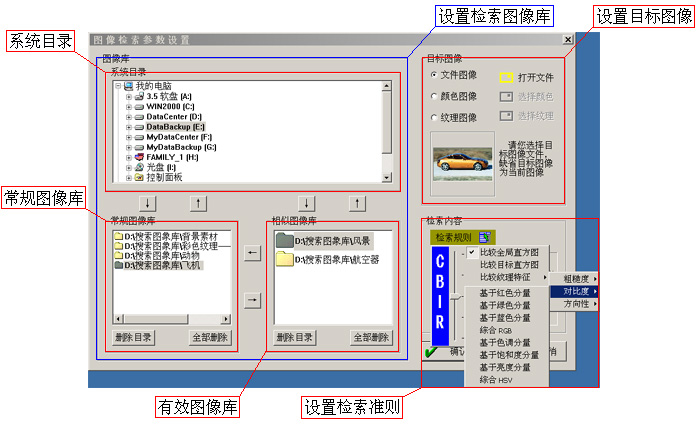 设置检索图像库
设置目标图像
系统目录
图像检索参数设置
图像库
系统目录
我的电脑
3.5 软盘 (A:)
WIN2000 (C:)
DataCenter (D:)
DataBackup (E:)
MyDataCenter (F:)
MyDataBackup (G:)
FAMILY_1 (H:)
光盘 (I:)
控制面板
目标图像
文件图像
打开文件
颜色图像
选择颜色
纹理图像
选择纹理
请您选择目
标图像文件,
缺省目标图像
为当前图像
常规图像库
常规图像库
D:\搜索图象库\背景素材
D:\搜索图象库\彩色纹理
D:\搜索图象库\动物
D:\搜索图象库\飞机
删除目录
全部删除
相似图像库
D:\搜索图象库\风景
D:\搜索图象库\航空器
删除目录
全部删除
检索内容
检索规则
CBIR
比较全局直方图
比较目标直方图
比较纹理特征
粗糙度
对比度
方向性
基于红色分量
基于绿色分量
基于蓝色分量
综合 RGB
基于色调分量
基于饱和度分量
基于亮度分量
综合 HSV
确认
消
有效图像库
设置检索准则